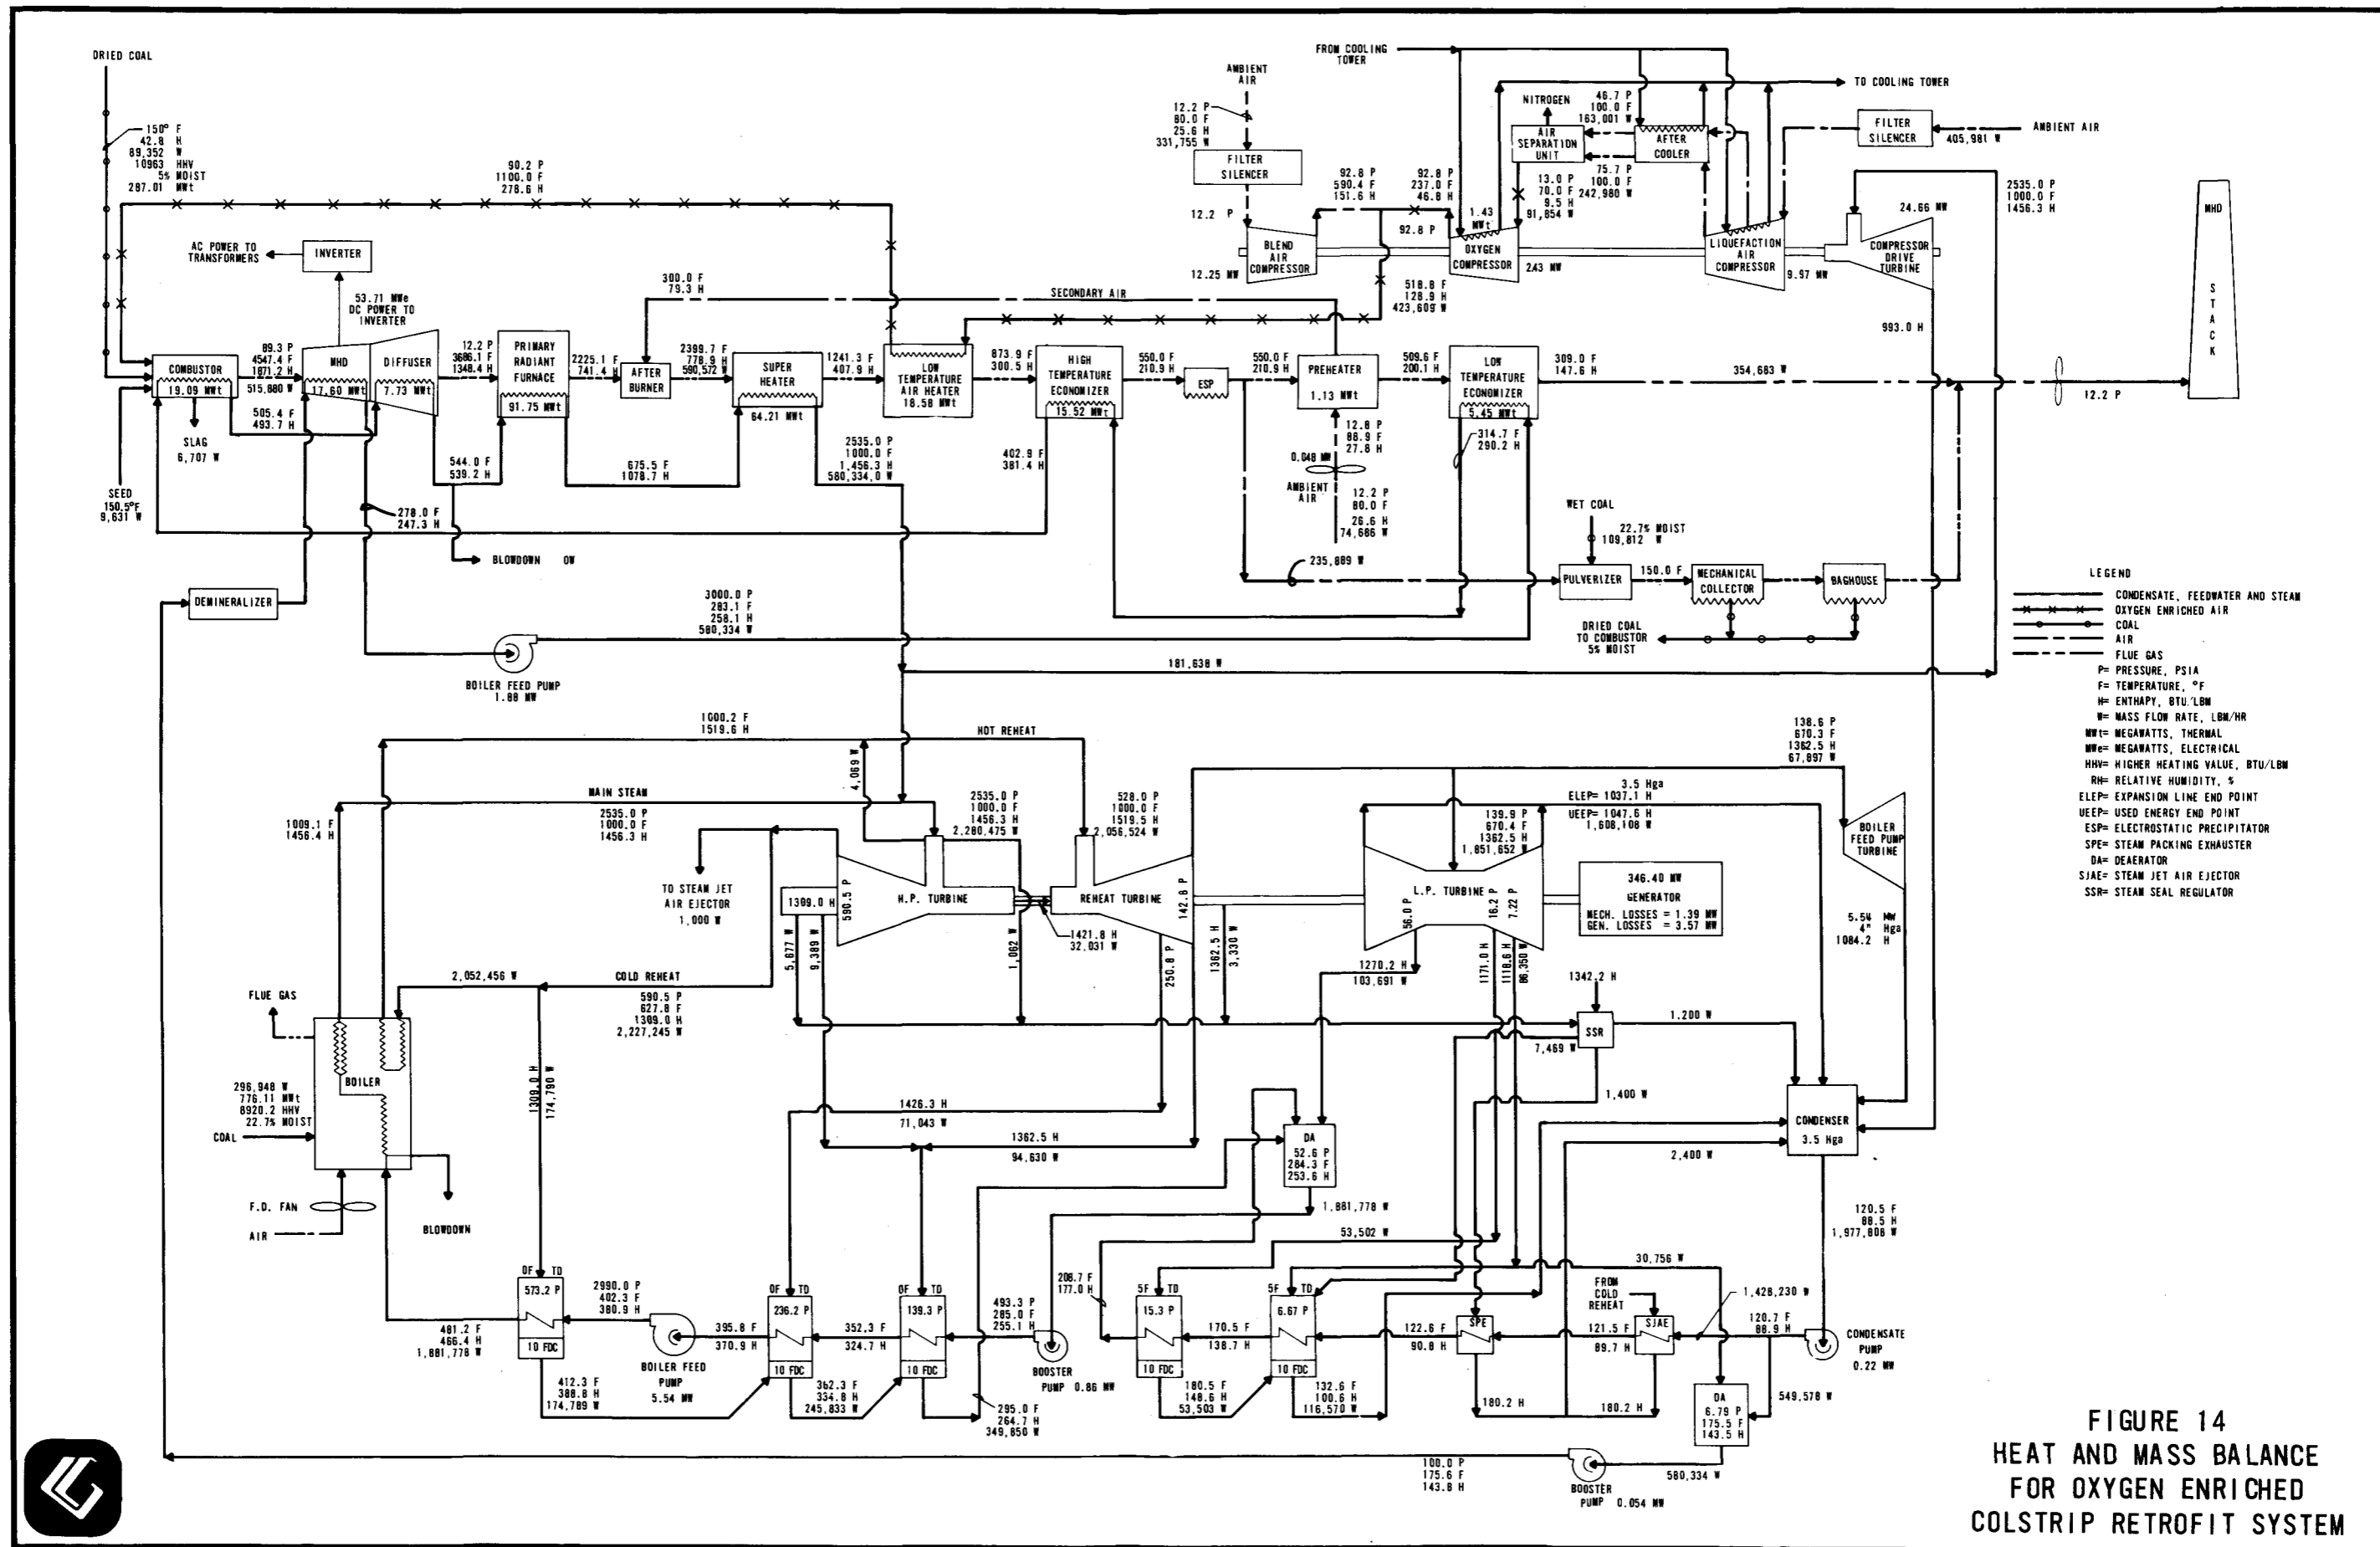 DRIED COAL
150° F
42.8 H
89,352 W
10963 HHV
5% MOIST
287.01 MWt
90.2 P
1100.0 F
278.6 H
AC POWER TO
TRANSFORMERS
INVERTER
53.71 MWe
DC POWER TO
INVERTER
COMBUSTOR
19.09 MWt
89.3 P
4547.4 F
1871.2 H
515,880 W
505.4 F
493.7 H
SLAG
6,707 W
SEED
150.5°F
9,631 W
MHD
17.60 MWt
DIFFUSER
7.73 MWt
12.2 P
3686.1 F
1348.4 H
544.0 F
539.2 H
278.0 F
247.3 H
BLOWDOWN 0W
PRIMARY
RADIANT
FURNACE
91.75 MWt
2225.1 F
741.4 H
675.5 F
1078.7 H
300.0 F
79.3 H
SECONDARY AIR
AFTER
BURNER
2399.7 F
778.9 H
590,572 W
SUPER
HEATER
64.21 MWt
1241.3 F
407.9 H
2535.0 P
1000.0 F
1,456.3 H
580,334.0 W
LOW
TEMPERATURE
AIR HEATER
18.58 MWt
873.9 F
300.5 H
HIGH
TEMPERATURE
ECONOMIZER
15.52 MWt
402.9 F
381.4 H
550.0 F
210.9 H
ESP
550.0 F
210.9 H
PREHEATER
1.13 MWt
12.8 P
88.9 F
27.8 H
0.048 MW
AMBIENT
AIR
12.2 P
80.0 F
26.6 H
74,686 W
509.6 F
200.1 H
LOW
TEMPERATURE
ECONOMIZER
5.45 MWt
314.7 F
290.2 H
309.0 F
147.6 H
354,683 W
12.2 P
MHD
STACK
FROM COOLING
TOWER
TO COOLING TOWER
AMBIENT
AIR
12.2 P
80.0 F
25.6 H
331,755 W
FILTER
SILENCER
12.2 P
BLEND
AIR
COMPRESSOR
12.25 MW
92.8 P
590.4 F
151.6 H
92.8 P
237.0 F
46.8 H
92.8 P
1.43
MWt
OXYGEN
COMPRESSOR
2.43 MW
518.8 F
128.9 H
423,609 W
NITROGEN
AIR
SEPARATION
UNIT
46.7 P
100.0 F
163,001 W
AFTER
COOLER
75.7 P
100.0 F
242,980 W
13.0 P
70.0 F
9.5 H
91,854 W
LIQUEFACTION
AIR
COMPRESSOR
9.97 MW
FILTER
SILENCER
405,981 W
AMBIENT AIR
COMPRESSOR
DRIVE
TURBINE
24.66 MW
2535.0 P
1000.0 F
1456.3 H
993.0 H
WET COAL
22.7% MOIST
109,812 W
235,889 W
PULVERIZER
150.0 F
MECHANICAL
COLLECTOR
BAGHOUSE
DRIED COAL
TO COMBUSTOR
5% MOIST
DEMINERALIZER
3000.0 P
283.1 F
258.1 H
580,334 W
BOILER FEED PUMP
1.88 MW
181,638 W
LEGEND
CONDENSATE, FEEDWATER AND STEAM
OXYGEN ENRICHED AIR
COAL
AIR
FLUE GAS
P= PRESSURE, PSIA
F= TEMPERATURE, °F
H= ENTHAPY, BTU/LBM
W= MASS FLOW RATE, LBM/HR
MWt= MEGAWATTS, THERMAL
MWe= MEGAWATTS, ELECTRICAL
HHV= HIGHER HEATING VALUE, BTU/LBM
RH= RELATIVE HUMIDITY, %
ELEP= EXPANSION LINE END POINT
UEEP= USED ENERGY END POINT
ESP= ELECTROSTATIC PRECIPITATOR
SPE= STEAM PACKING EXHAUSTER
DA= DEAERATOR
SJAE= STEAM JET AIR EJECTOR
SSR= STEAM SEAL REGULATOR
1000.2 F
1519.6 H
HOT REHEAT
4,069 W
MAIN STEAM
2535.0 P
1000.0 F
1456.3 H
1009.1 F
1456.4 H
TO STEAM JET
AIR EJECTOR
1,000 W
2535.0 P
1000.0 F
1456.3 H
2,280,475 W
528.0 P
1000.0 F
1519.5 H
2,056,524 W
1309.0 H
590.5 P
H.P. TURBINE
REHEAT TURBINE
142.8 P
1421.8 H
32,031 W
5,677 W
9,389 W
1,062 W
250.8 P
1362.5 H
3,330 W
138.6 P
670.3 F
1362.5 H
67,897 W
3.5 Hga
ELEP= 1037.1 H
UEEP= 1047.6 H
1,608,108 W
139.9 P
670.4 F
1362.5 H
1,851,652 W
L.P. TURBINE
56.0 P
16.2 P
7.22 P
346.40 MW
GENERATOR
MECH. LOSSES = 1.39 MW
GEN. LOSSES = 3.57 MW
BOILER
FEED PUMP
TURBINE
5.54 MW
4" Hga
1084.2 H
1270.2 H
103,691 W
1171.0 H
1118.6 H
86,350 W
1342.2 H
SSR
1,200 W
7,469 W
1,400 W
2,052,456 W
COLD REHEAT
590.5 P
627.8 F
1309.0 H
2,227,245 W
FLUE GAS
BOILER
296,948 W
776.11 MWt
8920.2 HHV
22.7% MOIST
COAL
F.D. FAN
AIR
BLOWDOWN
1309.0 H
174,790 W
1426.3 H
71,043 W
1362.5 H
94,630 W
DA
52.6 P
284.3 F
253.6 H
1,881,778 W
CONDENSER
3.5 Hga
2,400 W
120.5 F
88.5 H
1,977,808 W
53,502 W
30,756 W
0F TD
573.2 P
10 FDC
2990.0 P
402.3 F
380.9 H
481.2 F
466.4 H
1,881,778 W
412.3 F
388.8 H
174,789 W
BOILER FEED
PUMP
5.54 MW
395.8 F
370.9 H
0F TD
236.2 P
10 FDC
352.3 F
324.7 H
362.3 F
334.8 H
245,833 W
0F TD
139.3 P
10 FDC
493.3 P
285.0 F
255.1 H
BOOSTER
PUMP 0.86 MW
295.0 F
264.7 H
349,850 W
208.7 F
177.0 H
5F TD
15.3 P
10 FDC
170.5 F
138.7 H
180.5 F
148.6 H
53,503 W
5F TD
6.67 P
10 FDC
132.6 F
100.6 H
116,570 W
122.6 F
90.8 H
SPE
121.5 F
89.7 H
180.2 H
180.2 H
FROM
COLD
REHEAT
SJAE
1,428,230 W
120.7 F
88.9 H
CONDENSATE
PUMP
0.22 MW
549,578 W
DA
6.79 P
175.5 F
143.5 H
580,334 W
100.0 P
175.6 F
143.8 H
BOOSTER
PUMP 0.054 MW
FIGURE 14
HEAT AND MASS BALANCE
FOR OXYGEN ENRICHED
COLSTRIP RETROFIT SYSTEM